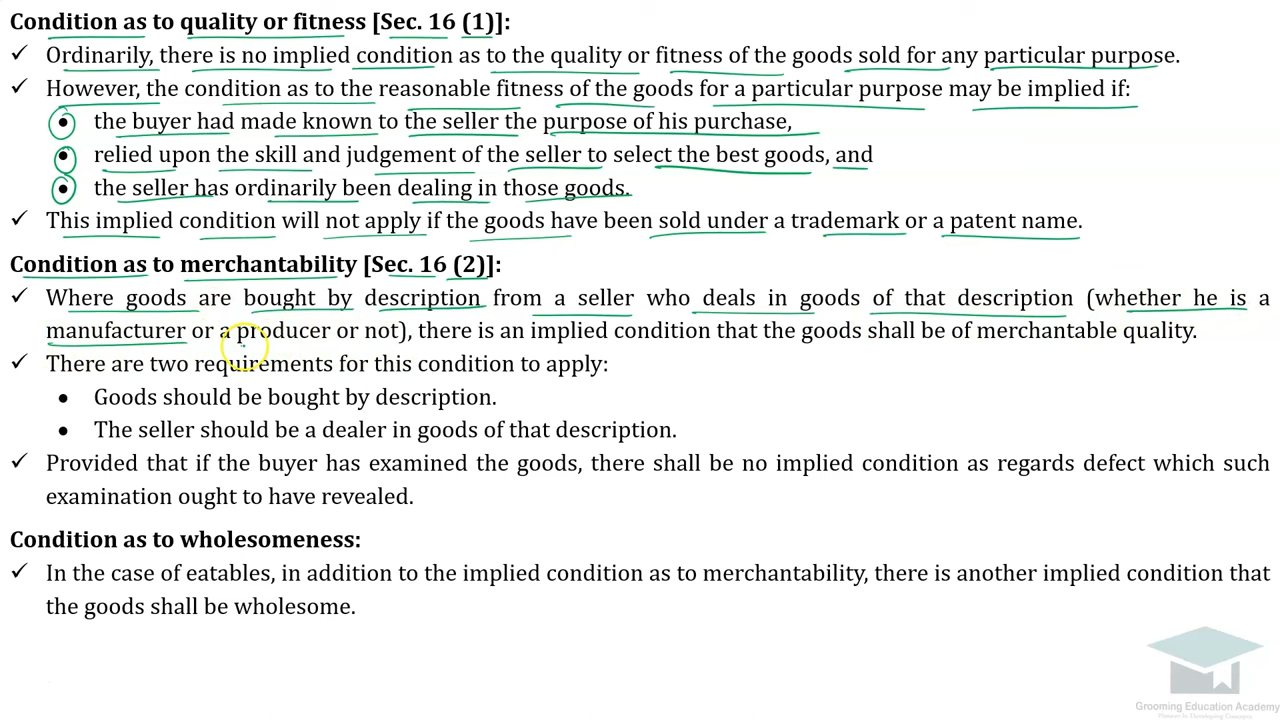 Condition as to quality or fitness [Sec. 16 (1)]:
✓ Ordinarily, there is no implied condition as to the quality or fitness of the goods sold for any particular purpose.
✓ However, the condition as to the reasonable fitness of the goods for a particular purpose may be implied if:
• the buyer had made known to the seller the purpose of his purchase,
• relied upon the skill and judgement of the seller to select the best goods, and
• the seller has ordinarily been dealing in those goods.
✓ This implied condition will not apply if the goods have been sold under a trademark or a patent name.
Condition as to merchantability [Sec. 16 (2)]:
✓ Where goods are bought by description from a seller who deals in goods of that description (whether he is a
manufacturer or a producer or not), there is an implied condition that the goods shall be of merchantable quality.
✓ There are two requirements for this condition to apply:
• Goods should be bought by description.
• The seller should be a dealer in goods of that description.
✓ Provided that if the buyer has examined the goods, there shall be no implied condition as regards defect which such
examination ought to have revealed.
Condition as to wholesomeness:
✓ In the case of eatables, in addition to the implied condition as to merchantability, there is another implied condition that
the goods shall be wholesome.
Grooming Education Academy
Pioneer in Developing Concepts